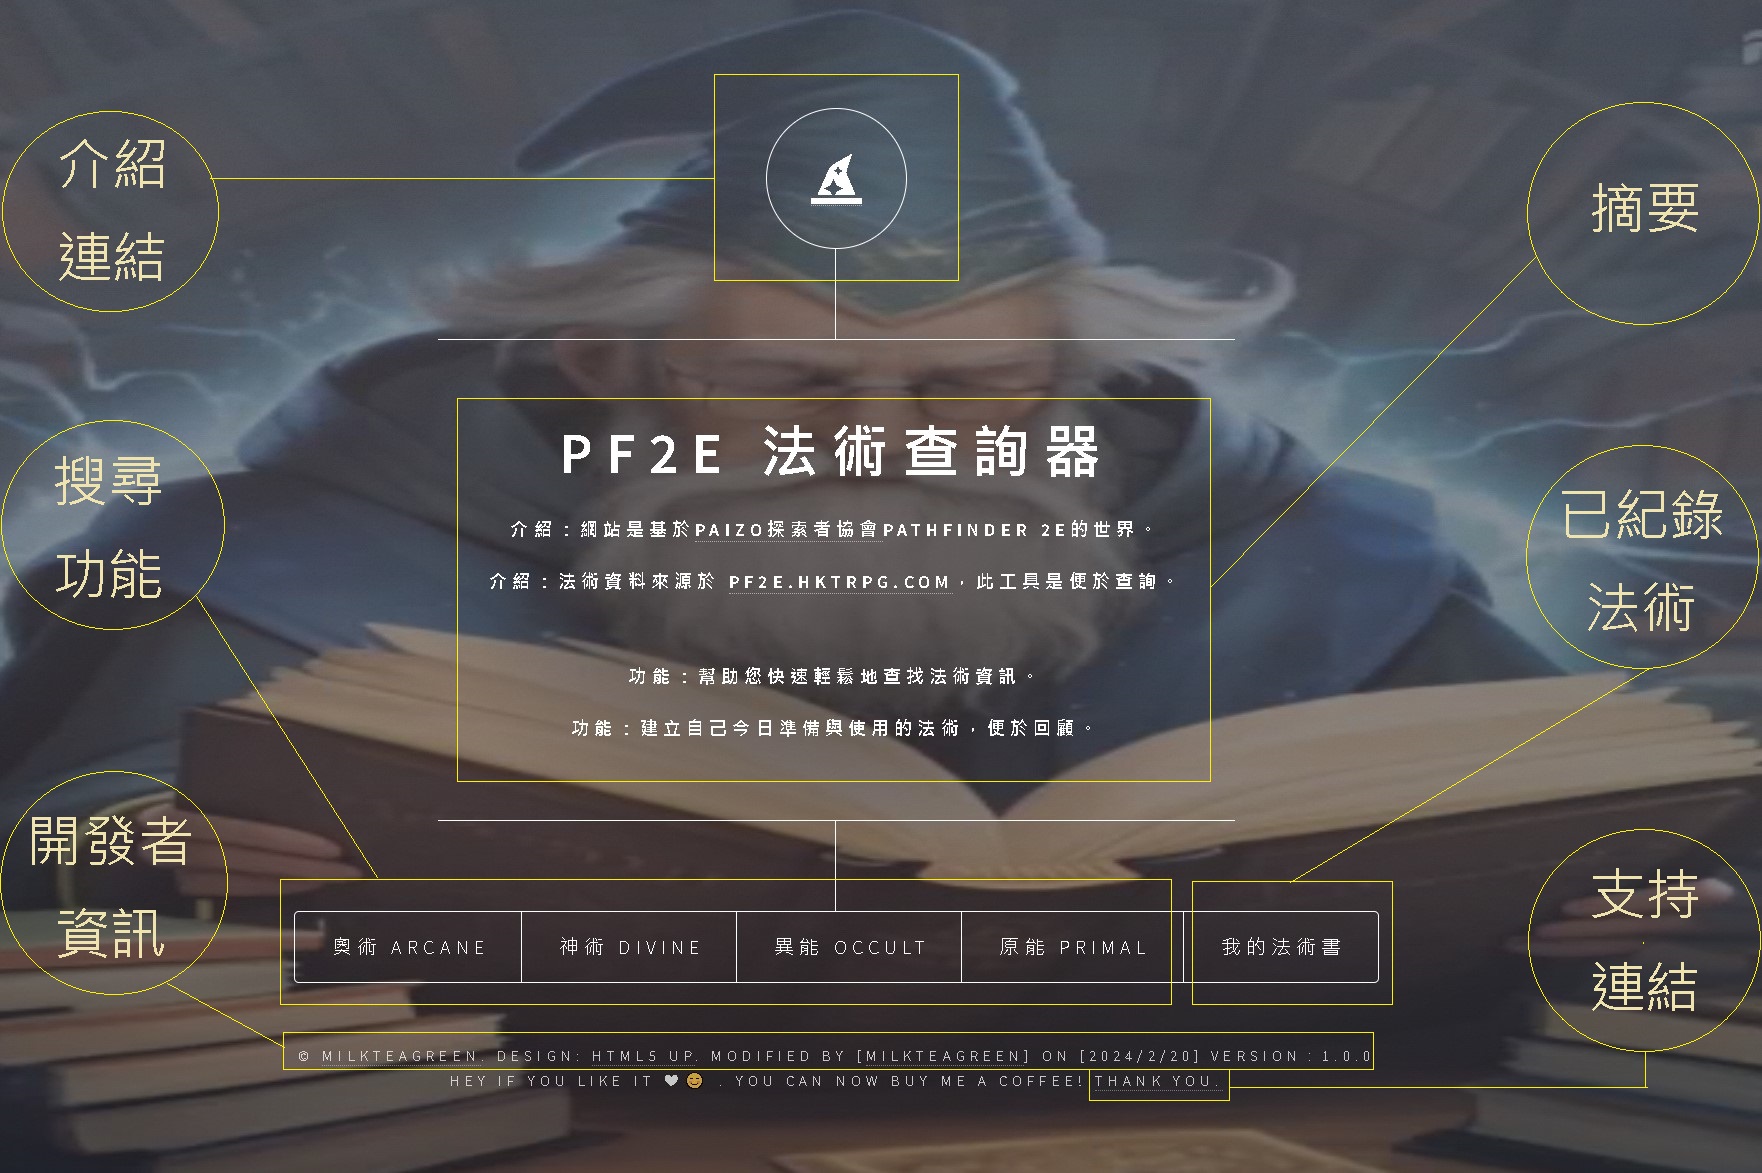 介紹
連結
摘要
PF2E 法術查詢器
搜尋
功能
介紹：網站是基於PAIZO探索者協會PATHFINDER 2E的世界。
介紹：法術資料來源於 PF2E.HKTRPG.COM，此工具是便於查詢。
已紀錄
法術
功能：幫助您快速輕鬆地查找法術資訊。
功能：建立自己今日準備與使用的法術，便於回顧。
開發者
資訊
奧術 ARCANE
神術 DIVINE
異能 OCCULT
原能 PRIMAL
我的法術書
支持
連結
© MILKTEAGREEN. DESIGN: HTML5 UP. MODIFIED BY [MILKTEAGREEN] ON [2024/2/20] VERSION : 1.0.0
HEY IF YOU LIKE IT ♥ 😊 . YOU CAN NOW BUY ME A COFFEE! THANK YOU.